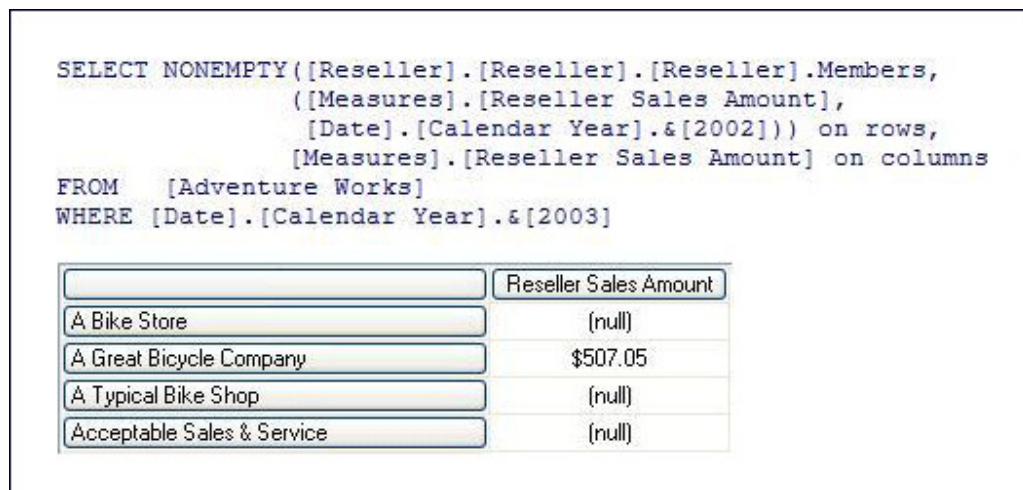 SELECT NONEMPTY([Reseller].[Reseller].[Reseller].Members,
([Measures].[Reseller Sales Amount],
[Date].[Calendar Year].&[2002])) on rows,
[Measures].[Reseller Sales Amount] on columns
FROM [Adventure Works]
WHERE [Date].[Calendar Year].&[2003]
Reseller Sales Amount
A Bike Store (null)
A Great Bicycle Company $507.05
A Typical Bike Shop (null)
Acceptable Sales & Service (null)